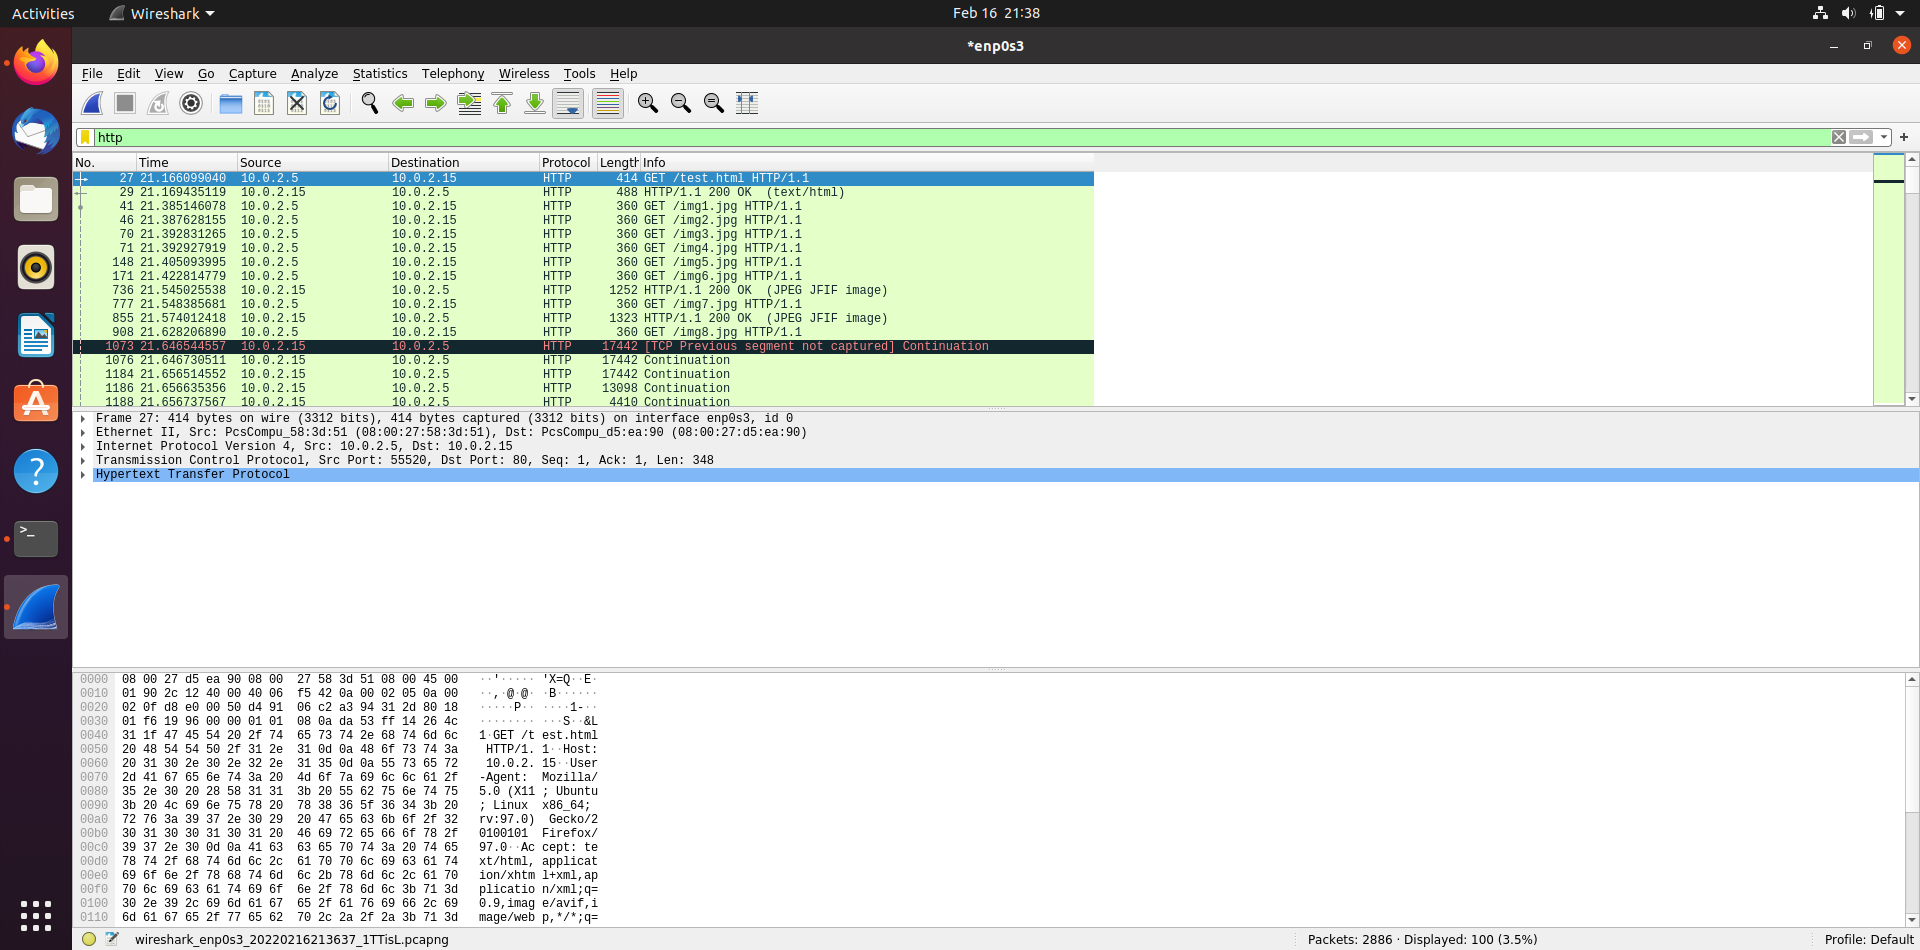 Activities Wireshark Feb 16 21:38
*enp0s3
File Edit View Go Capture Analyze Statistics Telephony Wireless Tools Help
http
No. Time Source Destination Protocol Length Info
27 21.166099040 10.0.2.5 10.0.2.15 HTTP 414 GET /test.html HTTP/1.1
29 21.169435119 10.0.2.15 10.0.2.5 HTTP 488 HTTP/1.1 200 OK (text/html)
41 21.385146078 10.0.2.5 10.0.2.15 HTTP 360 GET /img1.jpg HTTP/1.1
46 21.387628155 10.0.2.5 10.0.2.15 HTTP 360 GET /img2.jpg HTTP/1.1
70 21.392831265 10.0.2.5 10.0.2.15 HTTP 360 GET /img3.jpg HTTP/1.1
71 21.392927919 10.0.2.5 10.0.2.15 HTTP 360 GET /img4.jpg HTTP/1.1
148 21.405093995 10.0.2.5 10.0.2.15 HTTP 360 GET /img5.jpg HTTP/1.1
171 21.422814779 10.0.2.5 10.0.2.15 HTTP 360 GET /img6.jpg HTTP/1.1
736 21.545025538 10.0.2.15 10.0.2.5 HTTP 1252 HTTP/1.1 200 OK (JPEG JFIF image)
777 21.548385681 10.0.2.5 10.0.2.15 HTTP 360 GET /img7.jpg HTTP/1.1
855 21.574012418 10.0.2.15 10.0.2.5 HTTP 1323 HTTP/1.1 200 OK (JPEG JFIF image)
908 21.628206890 10.0.2.5 10.0.2.15 HTTP 360 GET /img8.jpg HTTP/1.1
1073 21.646544557 10.0.2.15 10.0.2.5 HTTP 17442 [TCP Previous segment not captured] Continuation
1076 21.646730511 10.0.2.15 10.0.2.5 HTTP 17442 Continuation
1184 21.656514552 10.0.2.15 10.0.2.5 HTTP 17442 Continuation
1186 21.656635356 10.0.2.15 10.0.2.5 HTTP 13098 Continuation
1188 21.656737567 10.0.2.15 10.0.2.5 HTTP 4410 Continuation
Frame 27: 414 bytes on wire (3312 bits), 414 bytes captured (3312 bits) on interface enp0s3, id 0
Ethernet II, Src: PcsCompu_58:3d:51 (08:00:27:58:3d:51), Dst: PcsCompu_d5:ea:90 (08:00:27:d5:ea:90)
Internet Protocol Version 4, Src: 10.0.2.5, Dst: 10.0.2.15
Transmission Control Protocol, Src Port: 55520, Dst Port: 80, Seq: 1, Ack: 1, Len: 348
Hypertext Transfer Protocol
0000 08 00 27 d5 ea 90 08 00 27 58 3d 51 08 00 45 00 ··'····· 'X=Q··E·
0010 01 90 2c 12 40 00 40 06 f5 42 0a 00 02 05 0a 00 ··,·@·@· ·B······
0020 02 0f d8 e0 00 50 d4 91 06 c2 a3 94 31 2d 80 18 ·····P·· ····1-··
0030 01 f6 19 96 00 00 01 01 08 0a da 53 ff 14 26 4c ········ ···S··&L
0040 31 1f 47 45 54 20 2f 74 65 73 74 2e 68 74 6d 6c 1·GET /t est.html
0050 20 48 54 54 50 2f 31 2e 31 0d 0a 48 6f 73 74 3a HTTP/1. 1··Host:
0060 20 31 30 2e 30 2e 32 2e 31 35 0d 0a 55 73 65 72 10.0.2. 15··User
0070 2d 41 67 65 6e 74 3a 20 4d 6f 7a 69 6c 6c 61 2f -Agent: Mozilla/
0080 35 2e 30 20 28 58 31 31 3b 20 55 62 75 6e 74 75 5.0 (X11 ; Ubuntu
0090 3b 20 4c 69 6e 75 78 20 78 38 36 5f 36 34 3b 20 ; Linux x86_64;
00a0 72 76 3a 39 37 2e 30 29 20 47 65 63 6b 6f 2f 32 rv:97.0) Gecko/2
00b0 30 31 30 30 31 30 31 20 46 69 72 65 66 6f 78 2f 0100101 Firefox/
00c0 39 37 2e 30 0d 0a 41 63 63 65 70 74 3a 20 74 65 97.0··Ac cept: te
00d0 78 74 2f 68 74 6d 6c 2c 61 70 70 6c 69 63 61 74 xt/html, applicat
00e0 69 6f 6e 2f 78 68 74 6d 6c 2b 78 6d 6c 2c 61 70 ion/xhtm l+xml,ap
00f0 70 6c 69 63 61 74 69 6f 6e 2f 78 6d 6c 3b 71 3d plicatio n/xml;q=
0100 30 2e 39 2c 69 6d 61 67 65 2f 61 76 69 66 2c 69 0.9,imag e/avif,i
0110 6d 61 67 65 2f 77 65 62 70 2c 2a 2f 2a 3b 71 3d mage/web p,*/*;q=
wireshark_enp0s3_20220216213637_1TTisL.pcapng Packets: 2886 · Displayed: 100 (3.5%) Profile: Default